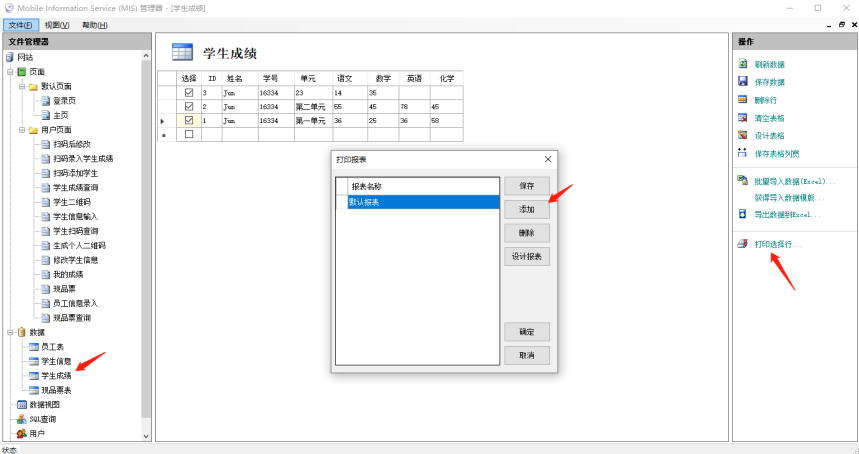 Mobile Information Service (MIS) 管理器 - [学生成绩]
文件(F) 视图(V) 帮助(H)
文件管理器
网站
页面
默认页面
登录页
主页
用户页面
扫码后修改
扫码录入学生成绩
扫码添加学生
学生成绩查询
学生二维码
学生信息输入
学生扫码查询
生成个人二维码
修改学生信息
我的成绩
现品票
员工信息录入
现品票查询
数据
员工表
学生信息
学生成绩
现品票表
数据视图
SQL查询
用户
学生成绩
选择 ID 姓名 学号 单元 语文 数学 英语 化学
3 Jun 16334 23 14 35
2 Jun 16334 第二单元 55 45 78 45
1 Jun 16334 第一单元 36 25 36 58
打印报表
报表名称
默认报表
保存
添加
删除
设计报表
确定
取消
操作
刷新数据
保存数据
删除行
清空表格
设计表格
保存表格列宽
批量导入数据(Excel)...
获得导入数据模版...
导出数据到Excel...
打印选择行...
状态